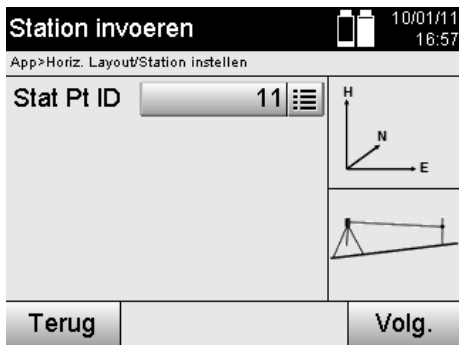 Station invoeren
10/01/11
16:57
App>Horiz. Layout/Station instellen
Stat Pt ID
11
H
N
E
Terug
Volg.